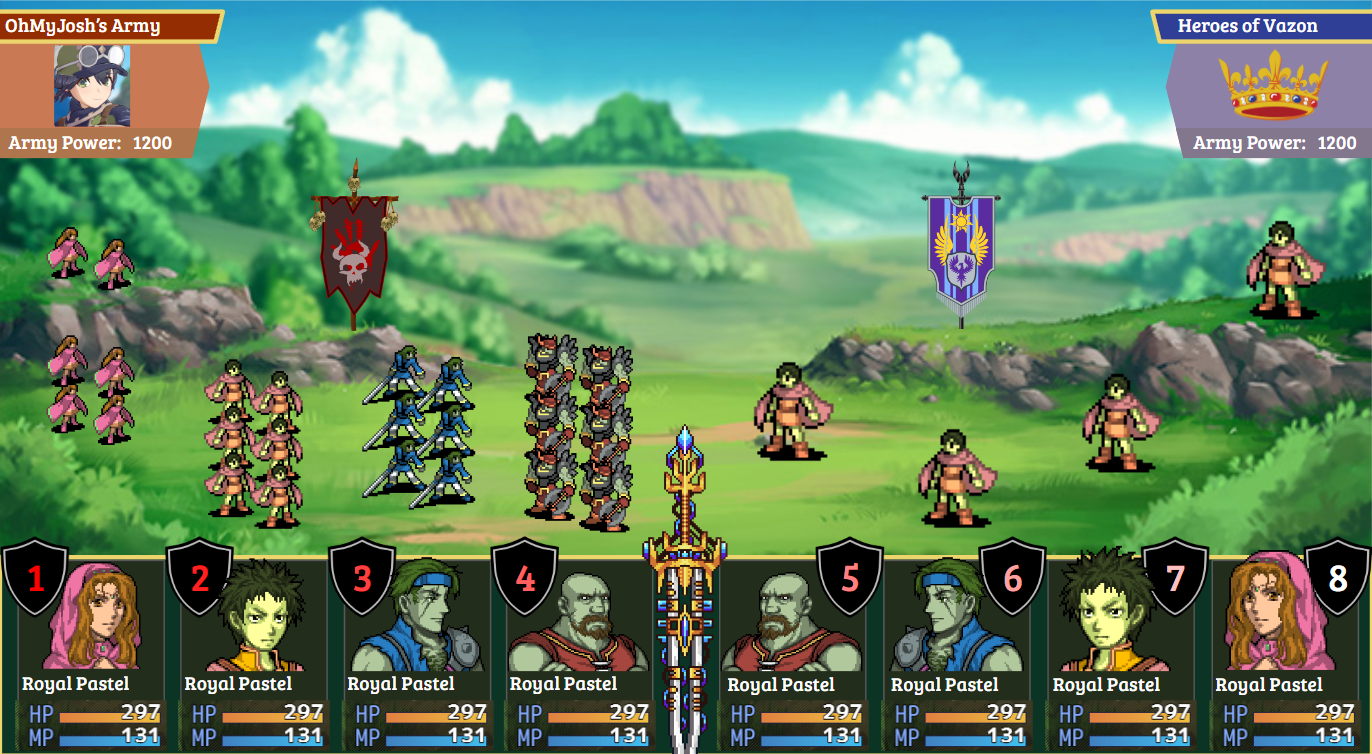 OhMyJosh's Army
Heroes of Vazon
Army Power: 1200
Army Power: 1200
1
2
3
4
5
6
7
8
Royal Pastel
Royal Pastel
Royal Pastel
Royal Pastel
Royal Pastel
Royal Pastel
Royal Pastel
Royal Pastel
HP 297
HP 297
HP 297
HP 297
HP 297
HP 297
HP 297
HP 297
MP 131
MP 131
MP 131
MP 131
MP 131
MP 131
MP 131
MP 131